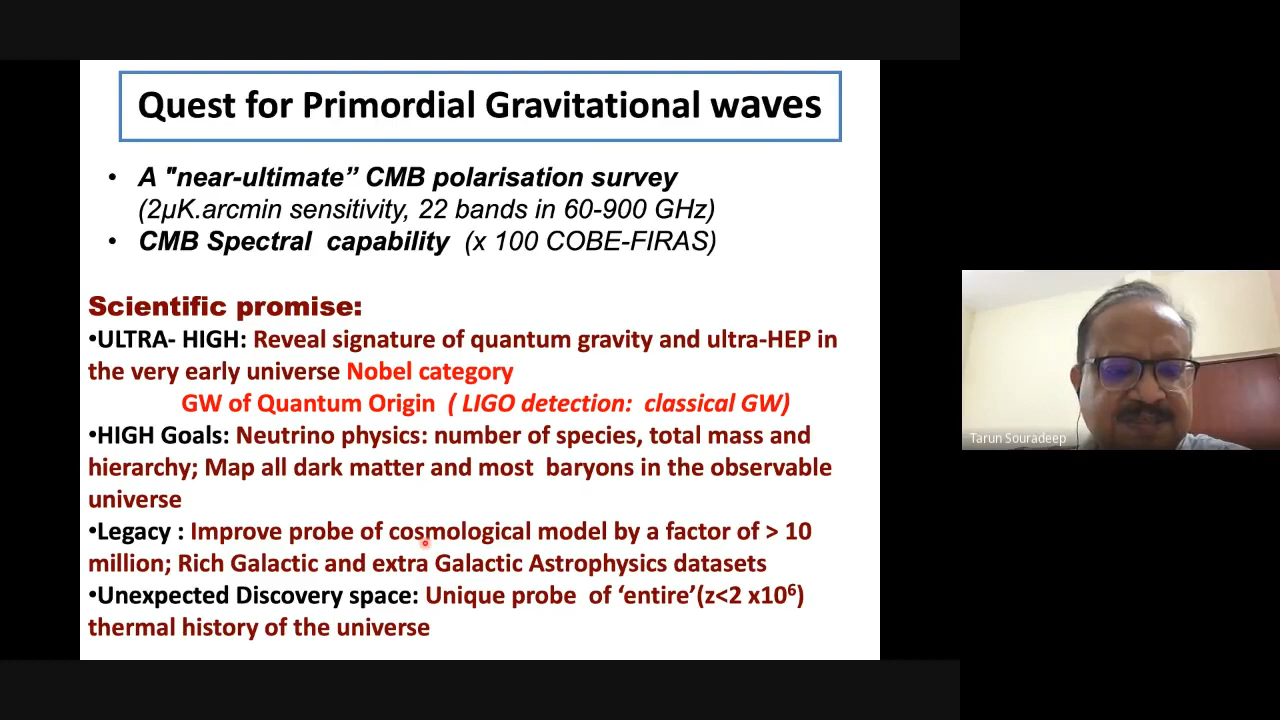 Quest for Primordial Gravitational waves
• A "near-ultimate” CMB polarisation survey
(2μK.arcmin sensitivity, 22 bands in 60-900 GHz)
• CMB Spectral capability (x 100 COBE-FIRAS)
Scientific promise:
•ULTRA- HIGH: Reveal signature of quantum gravity and ultra-HEP in
the very early universe Nobel category
GW of Quantum Origin ( LIGO detection: classical GW)
•HIGH Goals: Neutrino physics: number of species, total mass and
hierarchy; Map all dark matter and most baryons in the observable
universe
•Legacy : Improve probe of cosmological model by a factor of > 10
million; Rich Galactic and extra Galactic Astrophysics datasets
•Unexpected Discovery space: Unique probe of ‘entire’(z<2 x10⁶)
thermal history of the universe
Tarun Souradeep